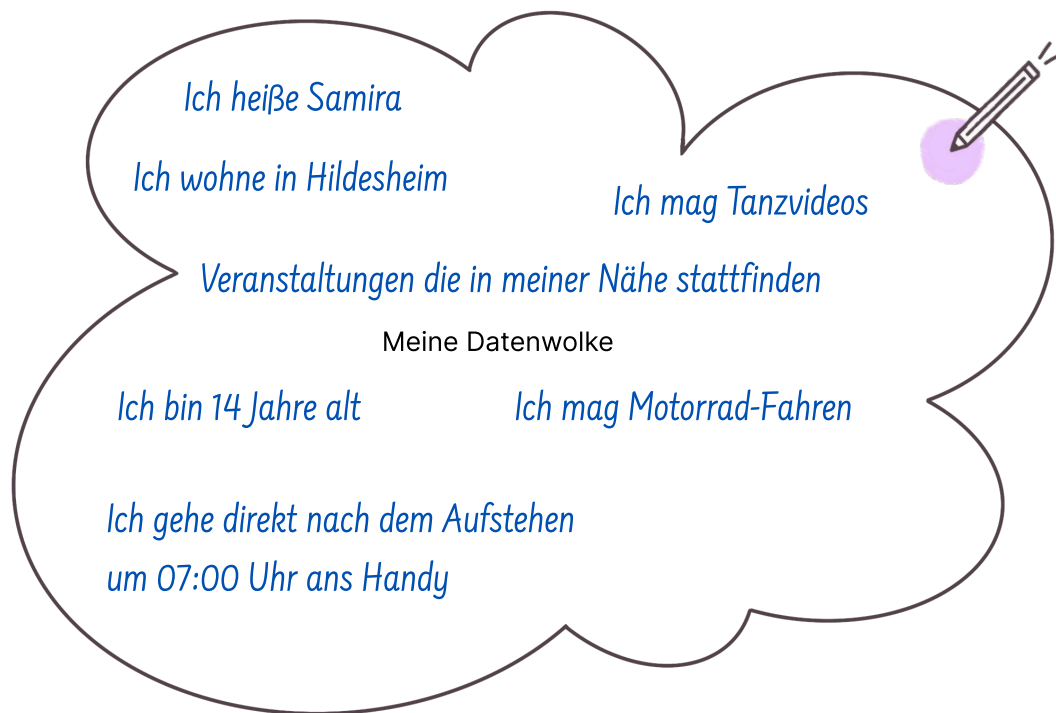 Ich heiße Samira
Ich wohne in Hildesheim
Ich mag Tanzvideos
Veranstaltungen die in meiner Nähe stattfinden
Meine Datenwolke
Ich bin 14 Jahre alt
Ich mag Motorrad-Fahren
Ich gehe direkt nach dem Aufstehen
um 07:00 Uhr ans Handy